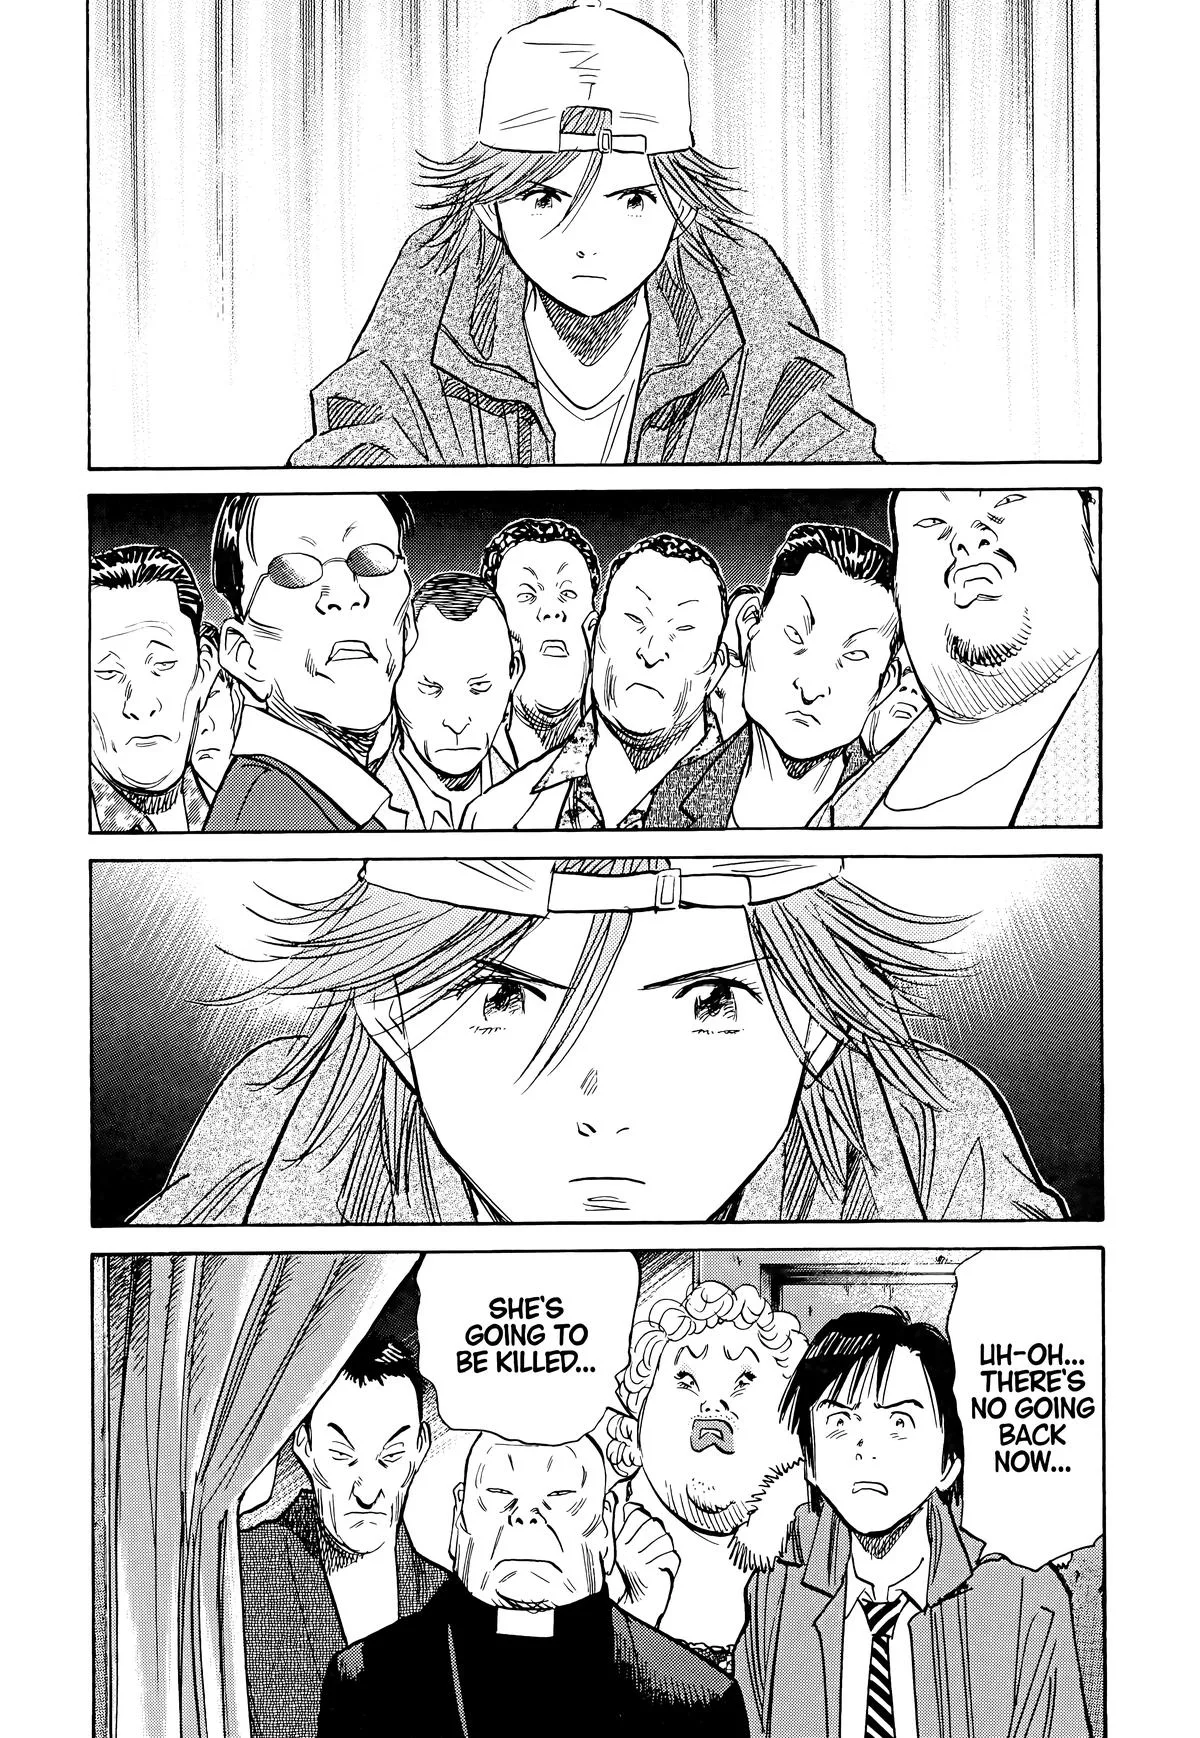 SHE'S
GOING TO
BE KILLED...
UH-OH...
THERE'S
NO GOING
BACK
NOW...